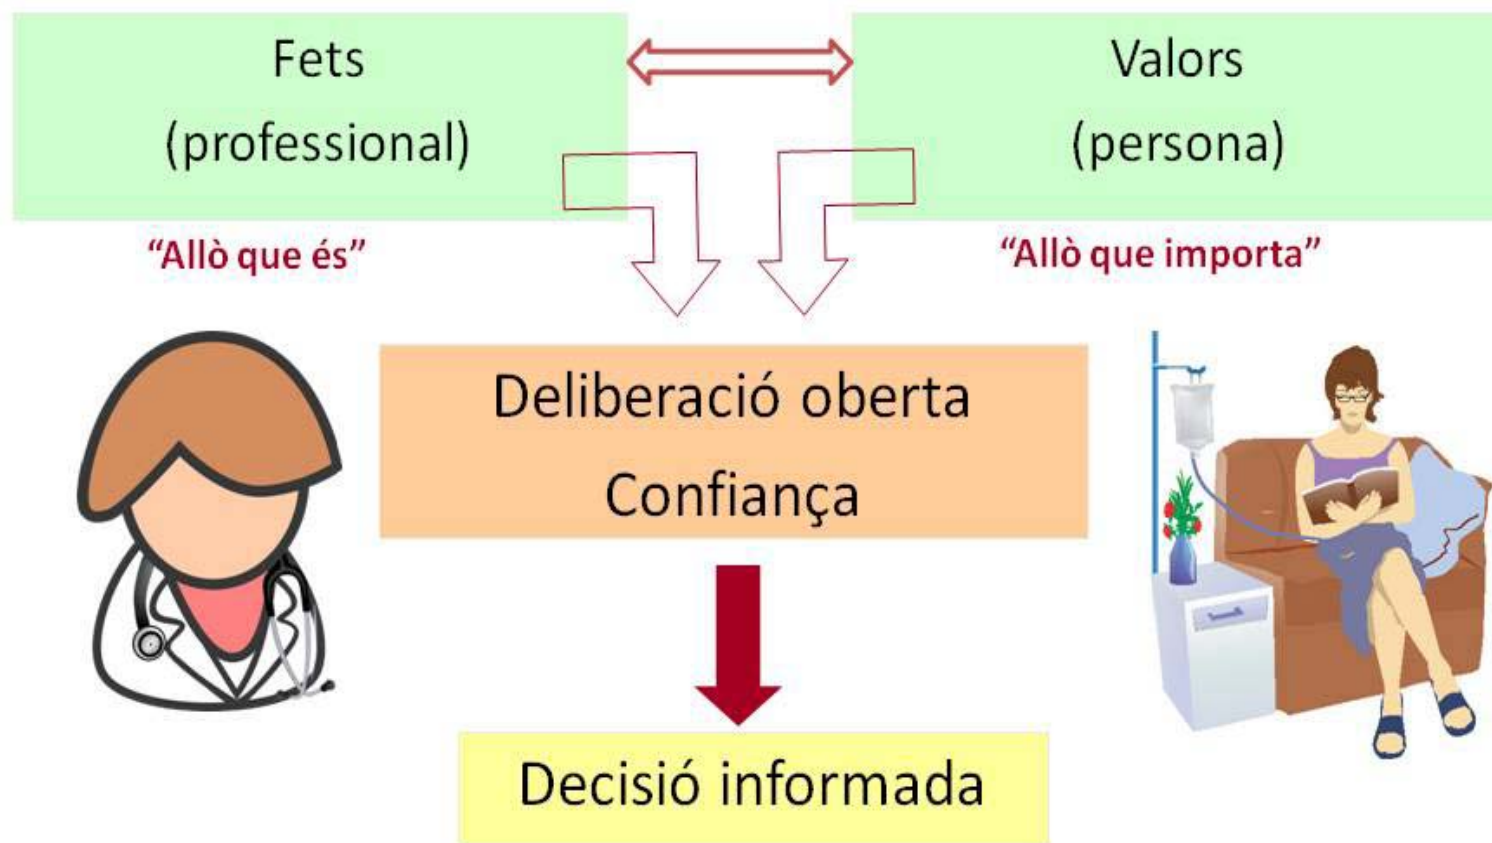 Fets
(professional)
Valors
(persona)
“Allò que és”
“Allò que importa”
Deliberació oberta
Confiança
Decisió informada